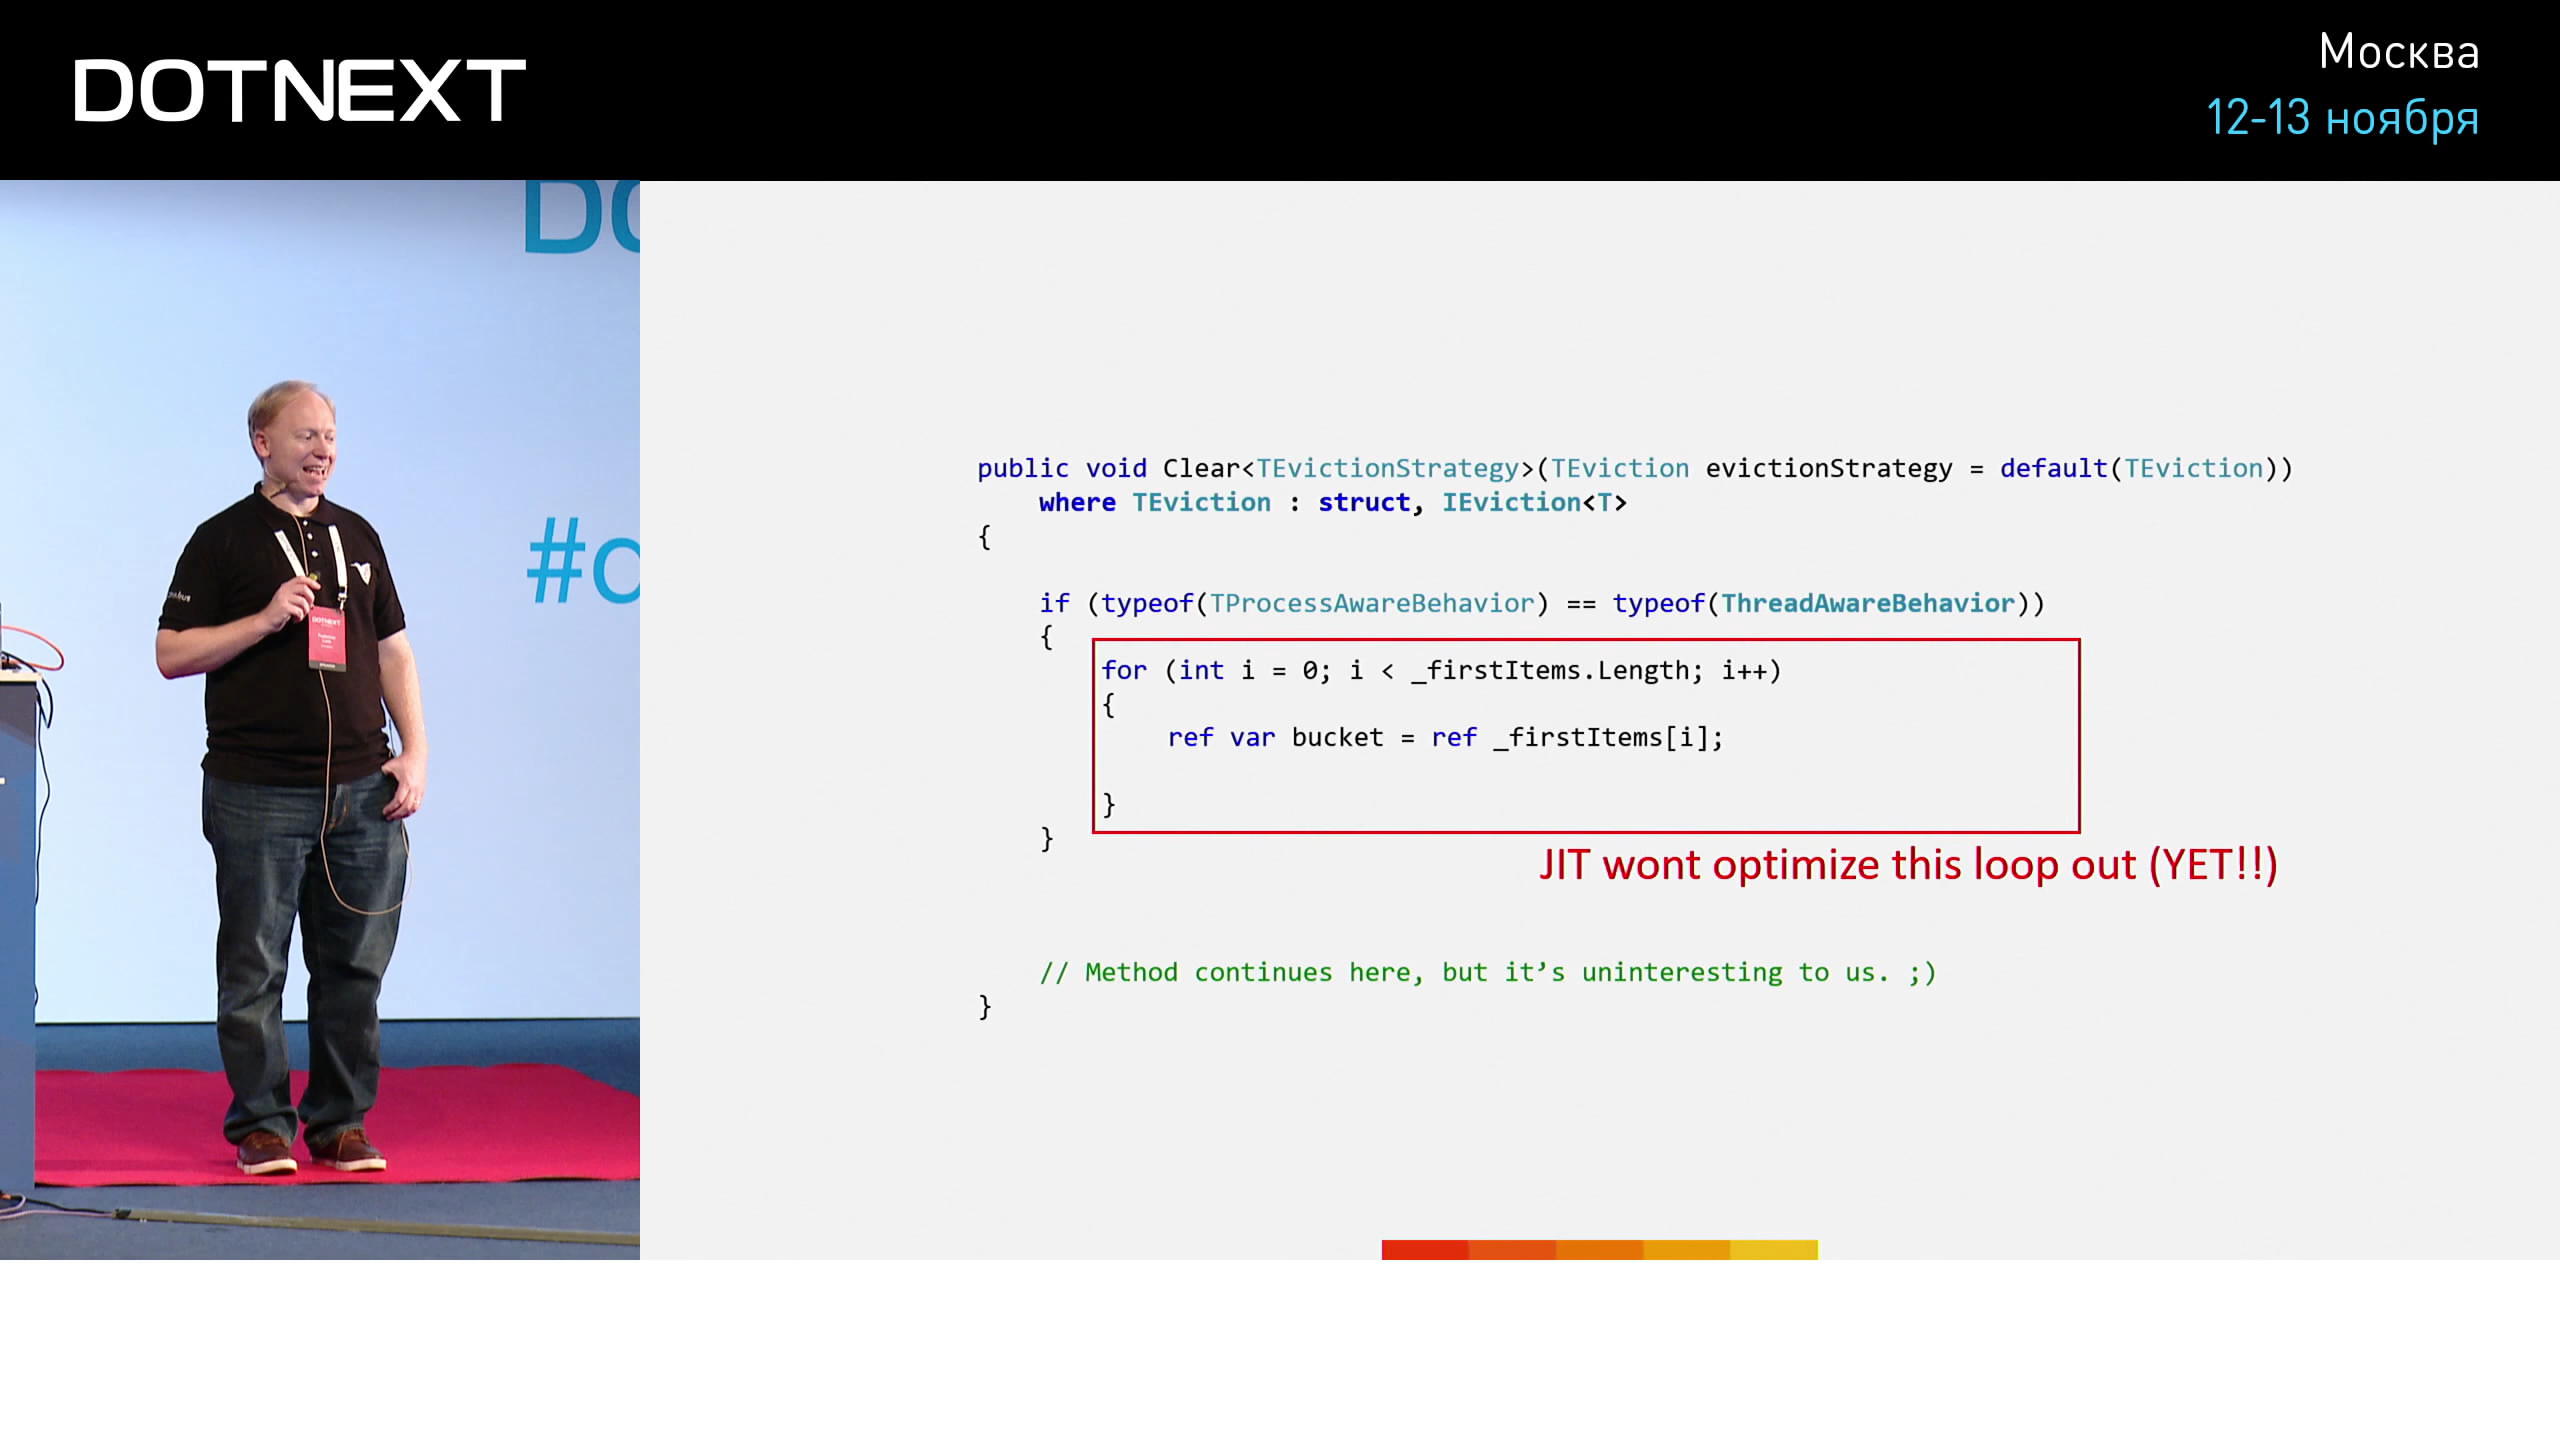 DOTNEXT
Москва
12-13 ноября
DO
#
public void Clear<TEvictionStrategy>(TEviction evictionStrategy = default(TEviction))
where TEviction : struct, IEviction<T>
{
if (typeof(TProcessAwareBehavior) == typeof(ThreadAwareBehavior))
{
for (int i = 0; i < _firstItems.Length; i++)
{
ref var bucket = ref _firstItems[i];
}
}
JIT wont optimize this loop out (YET!!)
// Method continues here, but it’s uninteresting to us. ;)
}
DOTNEXT